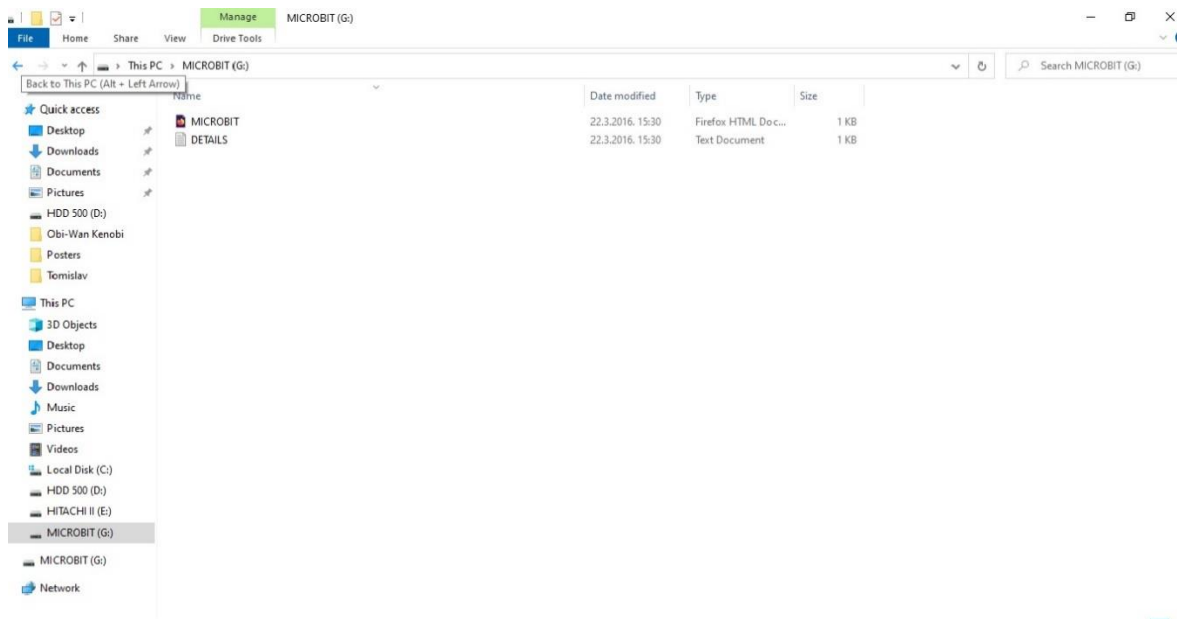 Manage MICROBIT (G:)
File Home Share View Drive Tools
This PC MICROBIT (G:) Search MICROBIT (G:)
Back to This PC (Alt + Left Arrow)
Name Date modified Type Size
Quick access
MICROBIT 22.3.2016. 15:30 Firefox HTML Doc... 1 KB
Desktop
DETAILS 22.3.2016. 15:30 Text Document 1 KB
Downloads
Documents
Pictures
HDD 500 (D:)
Obi-Wan Kenobi
Posters
Tomislav
This PC
3D Objects
Desktop
Documents
Downloads
Music
Pictures
Videos
Local Disk (C:)
HDD 500 (D:)
HITACHI II (E:)
MICROBIT (G:)
MICROBIT (G:)
Network